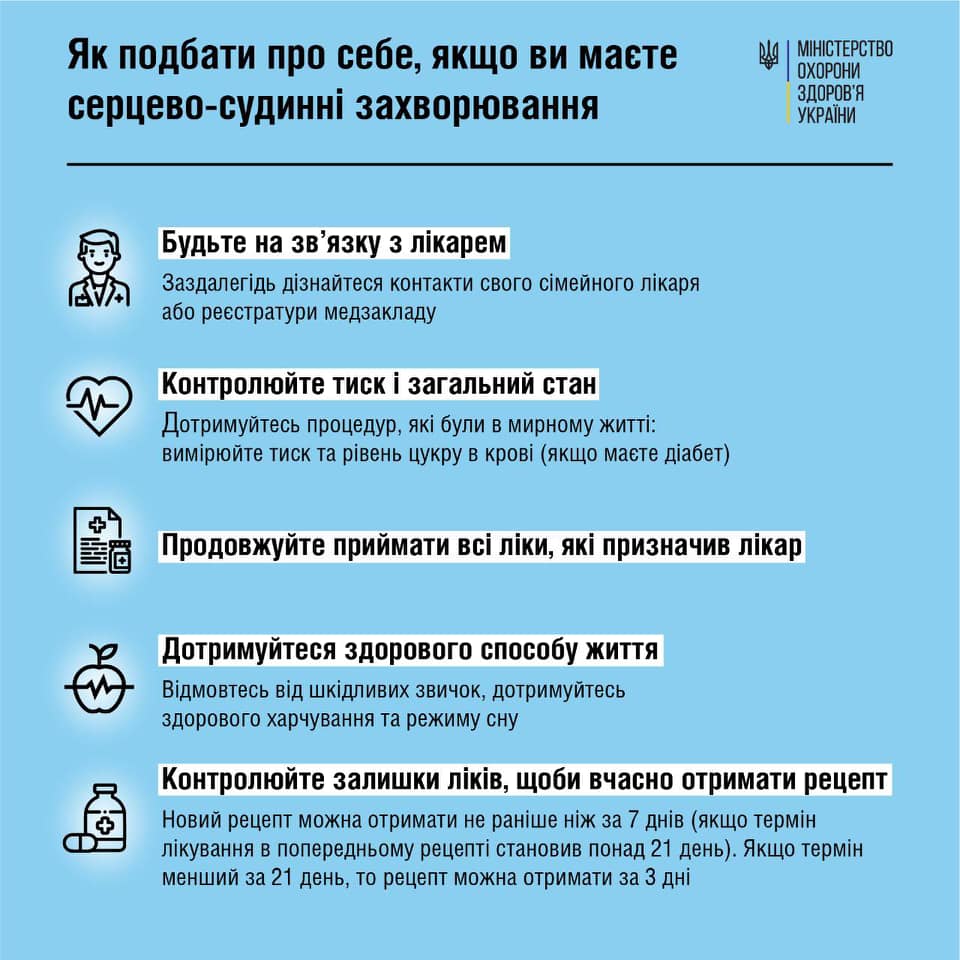 Як подбати про себе, якщо ви маєте
серцево-судинні захворювання
МІНІСТЕРСТВО
ОХОРОНИ
ЗДОРОВ'Я
УКРАЇНИ
Будьте на зв'язку з лікарем
Заздалегідь дізнайтеся контакти свого сімейного лікаря
або реєстратури медзакладу
Контролюйте тиск і загальний стан
Дотримуйтесь процедур, які були в мирному житті:
вимірюйте тиск та рівень цукру в крові (якщо маєте діабет)
Продовжуйте приймати всі ліки, які призначив лікар
Дотримуйтеся здорового способу життя
Відмовтесь від шкідливих звичок, дотримуйтесь
здорового харчування та режиму сну
Контролюйте залишки ліків, щоби вчасно отримати рецепт
Новий рецепт можна отримати не раніше ніж за 7 днів (якщо термін
лікування в попередньому рецепті становив понад 21 день). Якщо термін
менший за 21 день, то рецепт можна отримати за 3 дні